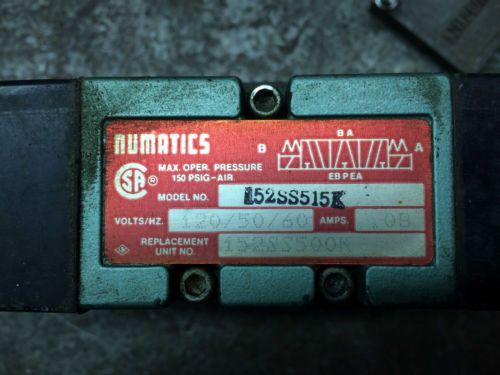 NUMATICS
SA ®
MAX. OPER. PRESSURE
150 PSIG-AIR.
B A
B A
EB P EA
MODEL NO. 152SS515K
VOLTS/HZ. 120/50/60 AMPS. .08
REPLACEMENT
UNIT NO. 152SS500K